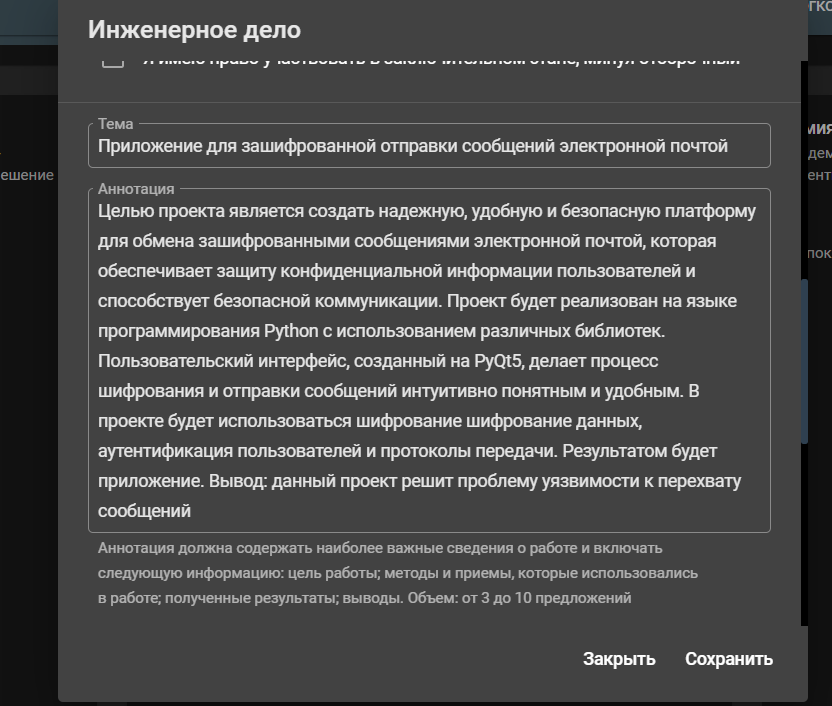 Инженерное дело
Я имею право участвовать в заключительном этапе, минуя отборочный
Тема
Приложение для зашифрованной отправки сообщений электронной почтой
ешение
Аннотация
Целью проекта является создать надежную, удобную и безопасную платформу
для обмена зашифрованными сообщениями электронной почтой, которая
обеспечивает защиту конфиденциальной информации пользователей и
способствует безопасной коммуникации. Проект будет реализован на языке
программирования Python с использованием различных библиотек.
Пользовательский интерфейс, созданный на PyQt5, делает процесс
шифрования и отправки сообщений интуитивно понятным и удобным. В
проекте будет использоваться шифрование шифрование данных,
аутентификация пользователей и протоколы передачи. Результатом будет
приложение. Вывод: данный проект решит проблему уязвимости к перехвату
сообщений
Аннотация должна содержать наиболее важные сведения о работе и включать
следующую информацию: цель работы; методы и приемы, которые использовались
в работе; полученные результаты; выводы. Объем: от 3 до 10 предложений
Закрыть Сохранить